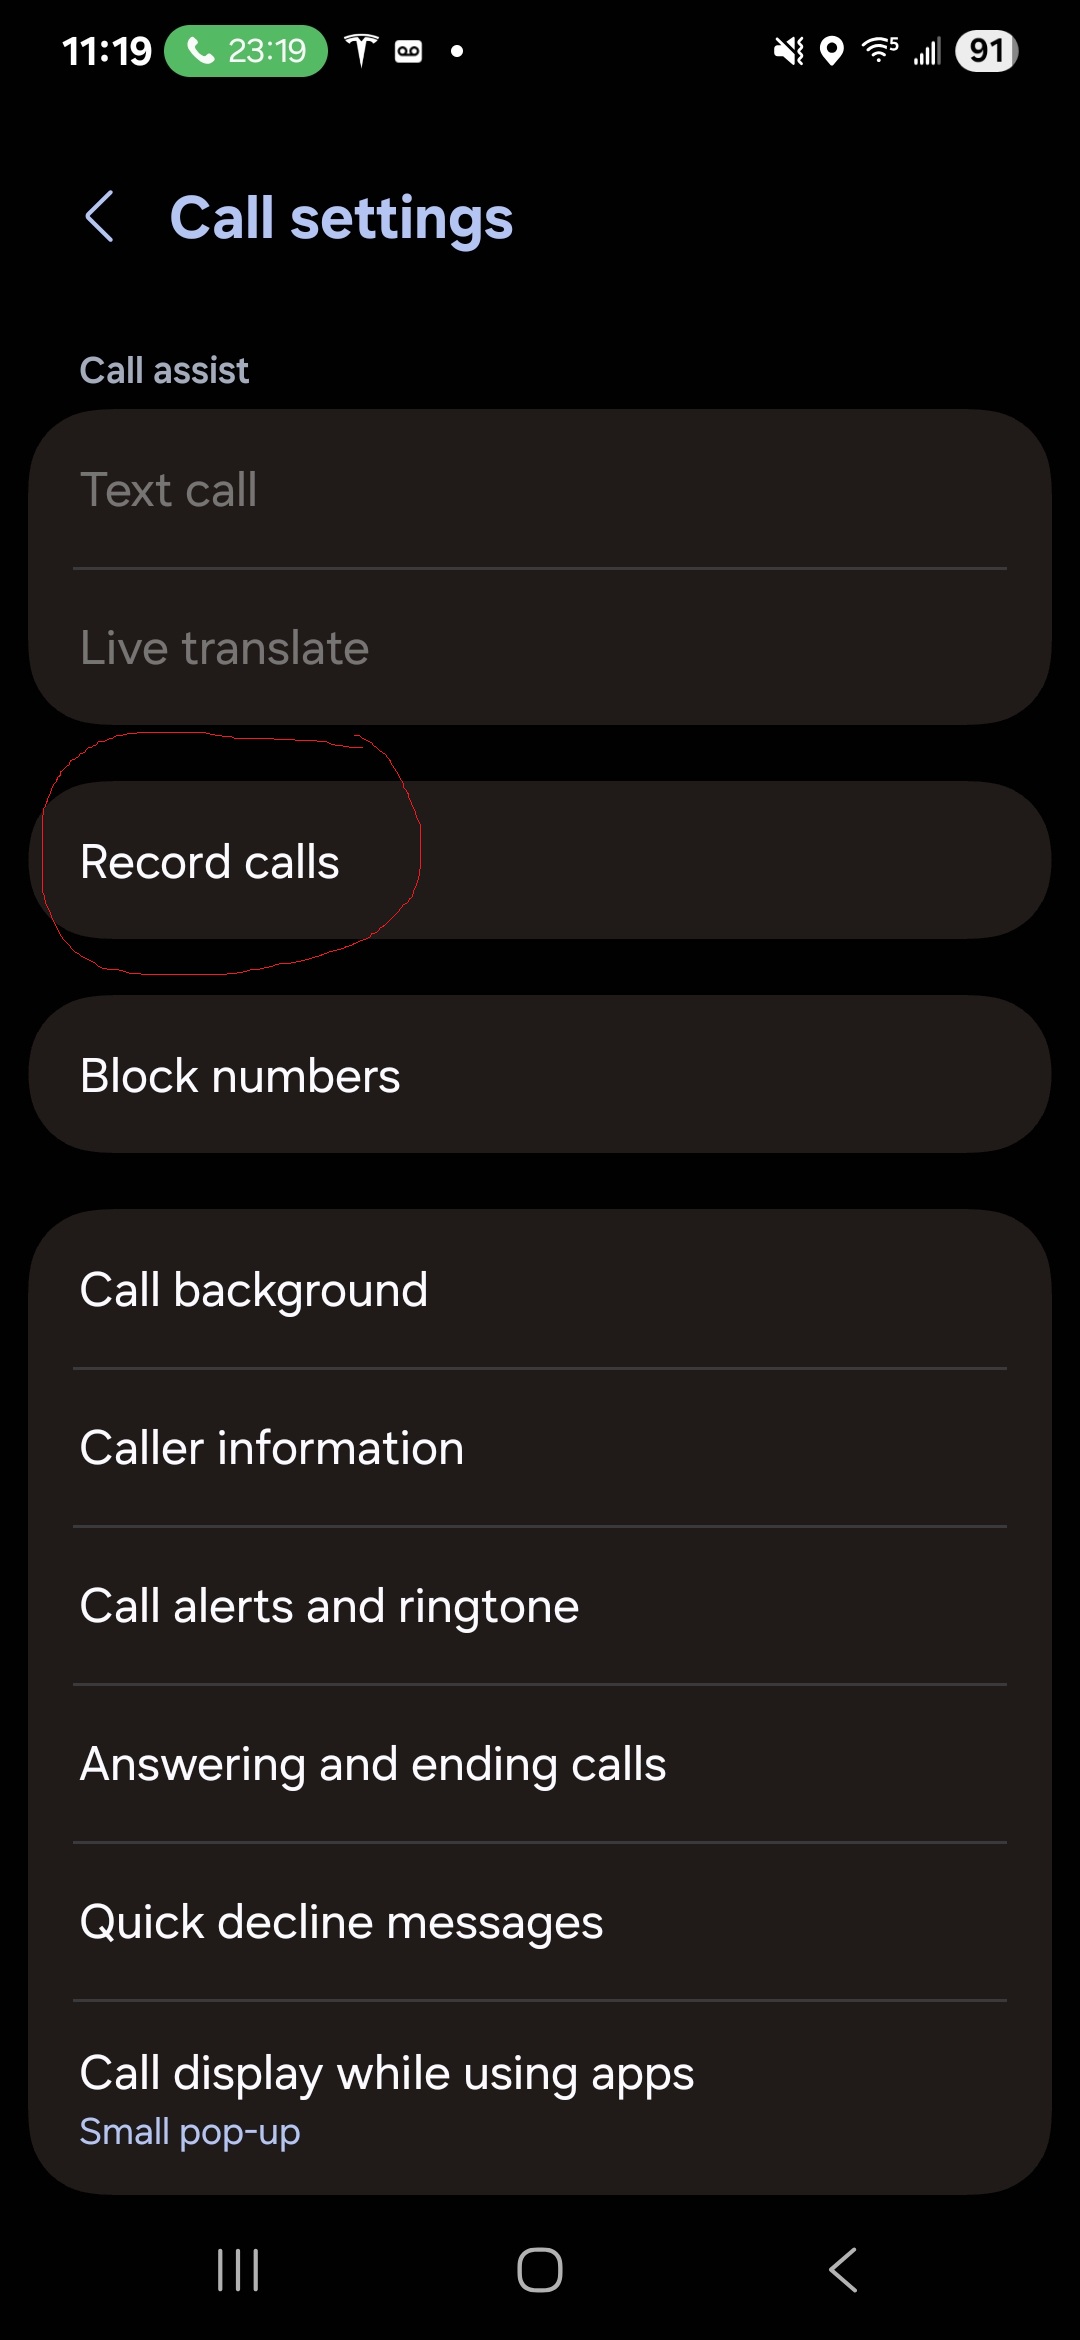 11:19 23:19 5 91
Call settings
Call assist
Text call
Live translate
Record calls
Block numbers
Call background
Caller information
Call alerts and ringtone
Answering and ending calls
Quick decline messages
Call display while using apps
Small pop-up